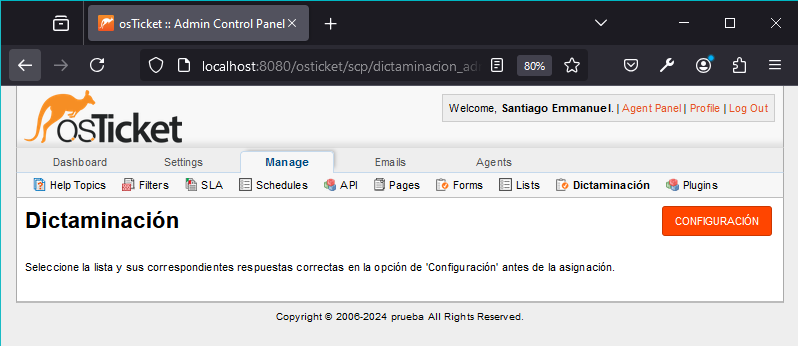 osTicket :: Admin Control Panel
localhost:8080/osticket/scp/dictaminacion_ad
80%
osTicket
Welcome, Santiago Emmanuel. | Agent Panel | Profile | Log Out
Dashboard Settings Manage Emails Agents
Help Topics Filters SLA Schedules API Pages Forms Lists Dictaminación Plugins
Dictaminación
CONFIGURACIÓN
Seleccione la lista y sus correspondientes respuestas correctas en la opción de 'Configuración' antes de la asignación.
Copyright © 2006-2024 prueba All Rights Reserved.